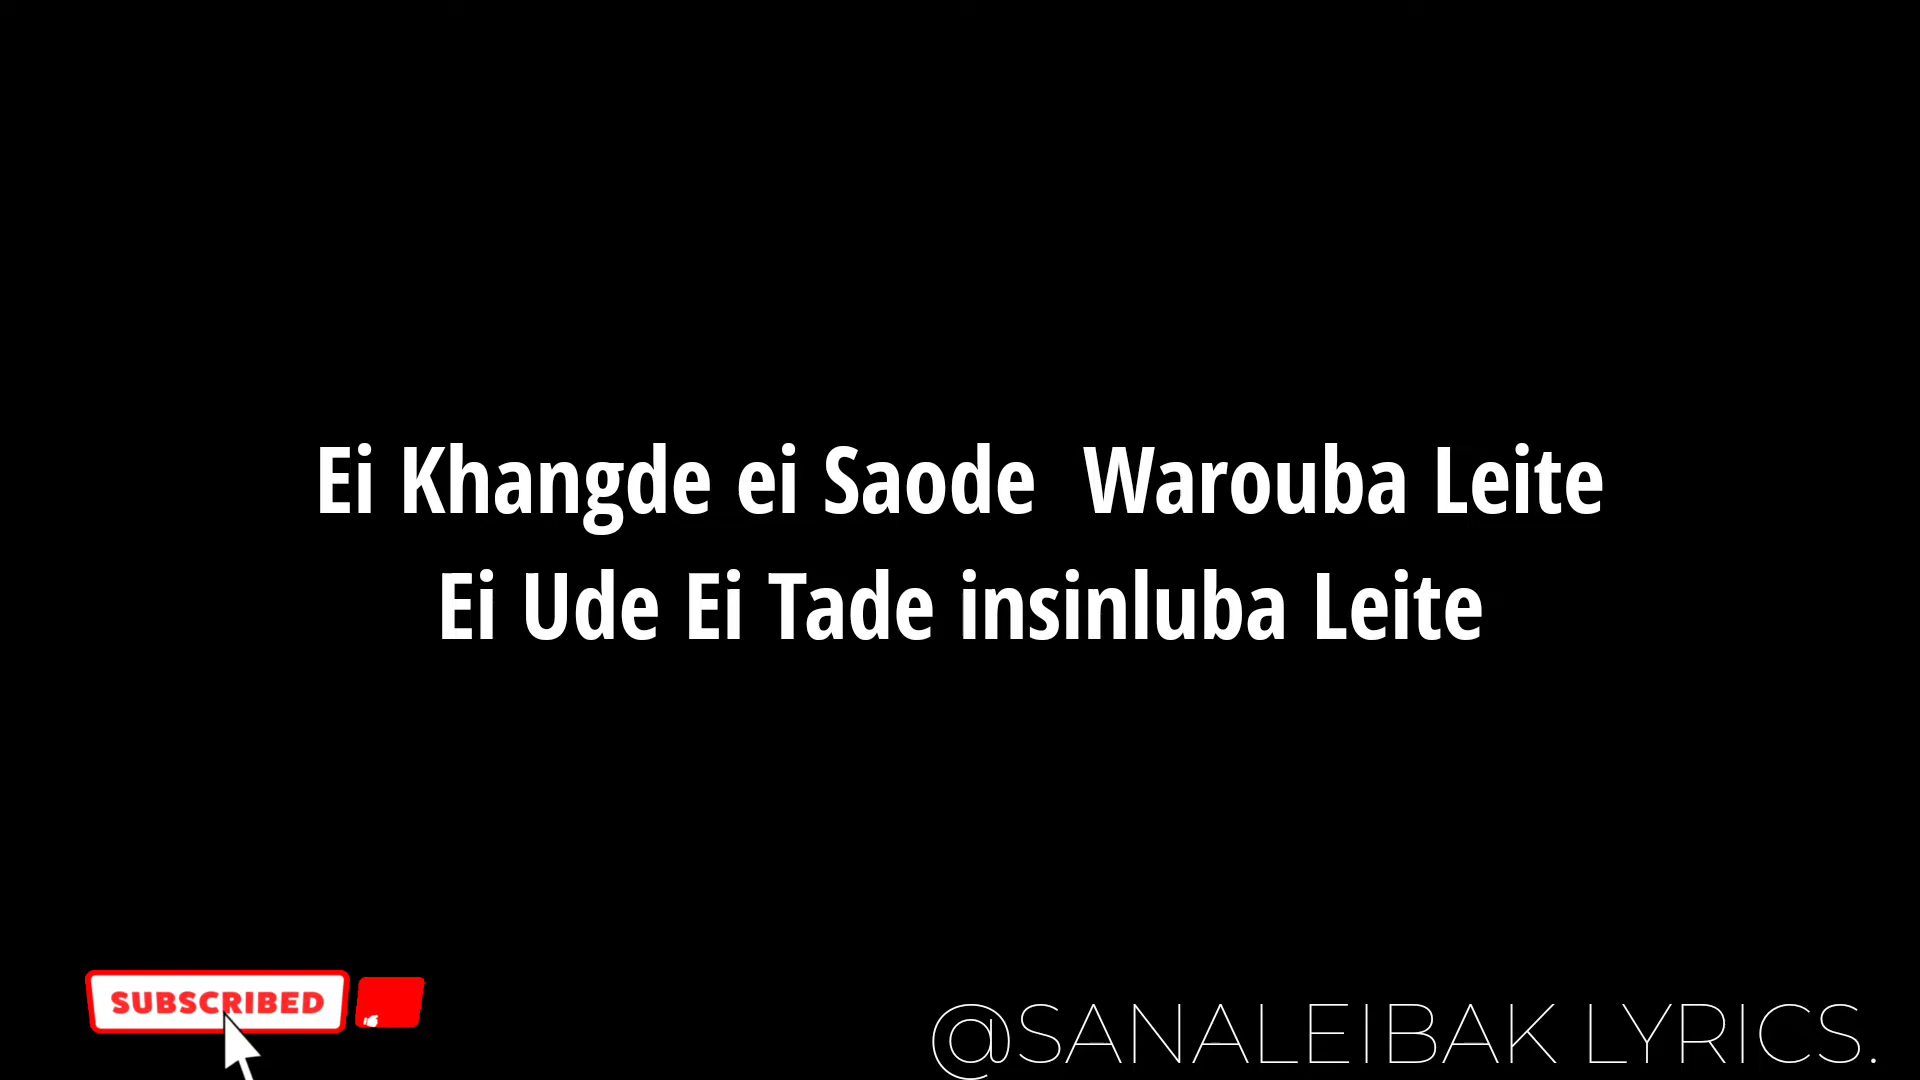 Ei Khangde ei Saode  Warouba Leite
Ei Ude Ei Tade insinluba Leite
SUBSCRIBED
@SANALEIBAK LYRICS.